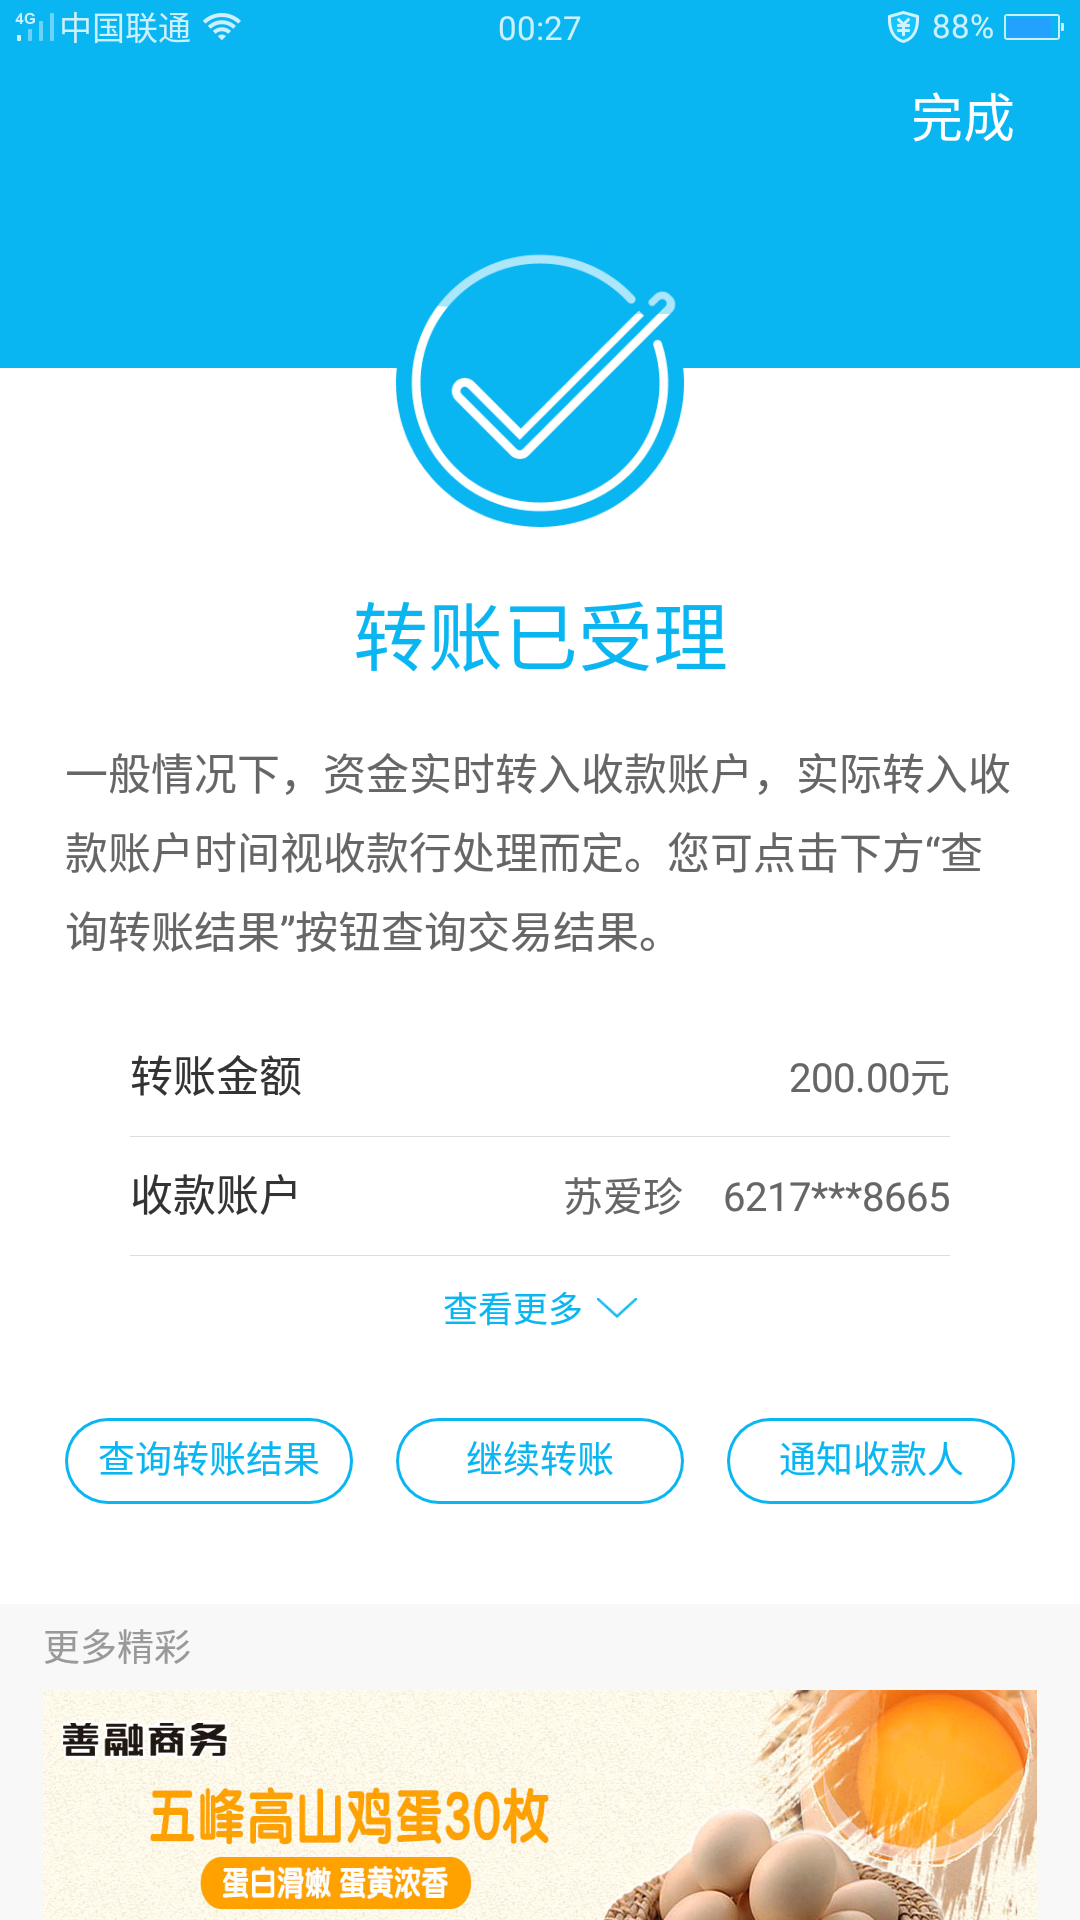 4G 中国联通 00:27 88%
完成
转账已受理
一般情况下，资金实时转入收款账户，实际转入收
款账户时间视收款行处理而定。您可点击下方“查
询转账结果”按钮查询交易结果。
转账金额 200.00元
收款账户 苏爱珍 6217***8665
查看更多
查询转账结果 继续转账 通知收款人
更多精彩
善融商务
五峰高山鸡蛋30枚
蛋白滑嫩 蛋黄浓香